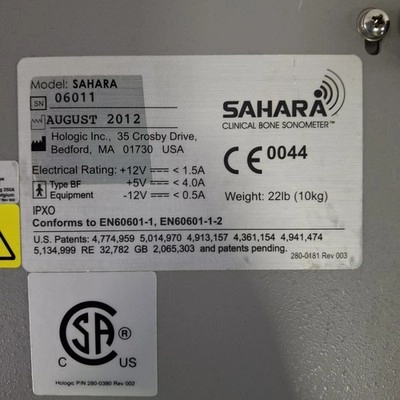 Model: SAHARA
SN 06011
AUGUST 2012
Hologic Inc., 35 Crosby Drive,
Bedford, MA 01730 USA
Electrical Rating: +12V < 1.5A
Type BF +5V < 4.0A
Equipment -12V < 0.5A
IPXO
Conforms to EN60601-1, EN60601-1-2
SAHARA
CLINICAL BONE SONOMETER™
CE 0044
Weight: 22lb (10kg)
U.S. Patents: 4,774,959 5,014,970 4,913,157 4,361,154 4,941,474
5,134,999 RE 32,782 GB 2,065,303 and patents pending.
280-0181 Rev 003
CSA ®
C US
Hologic P/N 280-0380 Rev 002